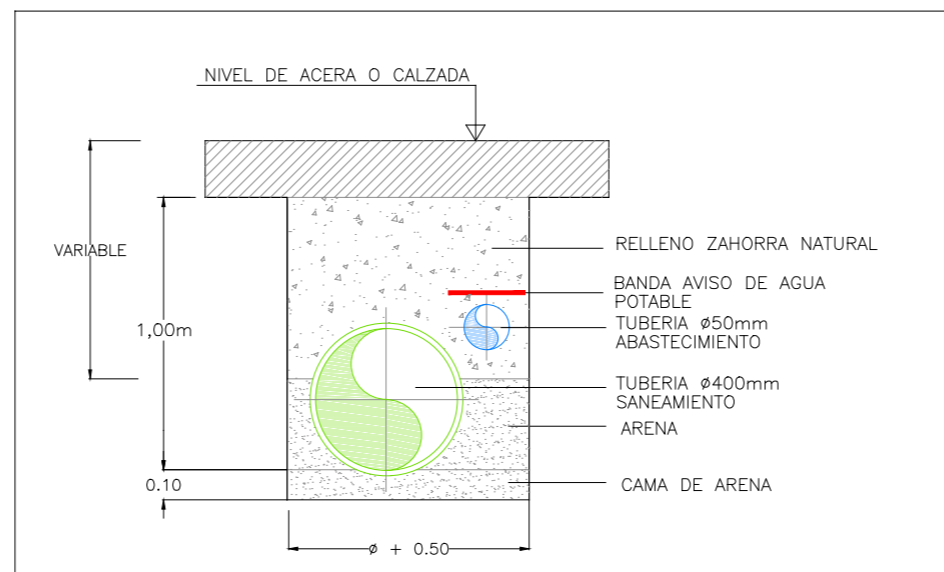 NIVEL DE ACERA O CALZADA
VARIABLE
1,00m
0.10
RELLENO ZAHORRA NATURAL
BANDA AVISO DE AGUA
POTABLE
TUBERIA ø50mm
ABASTECIMIENTO
TUBERIA ø400mm
SANEAMIENTO
ARENA
CAMA DE ARENA
ø + 0.50